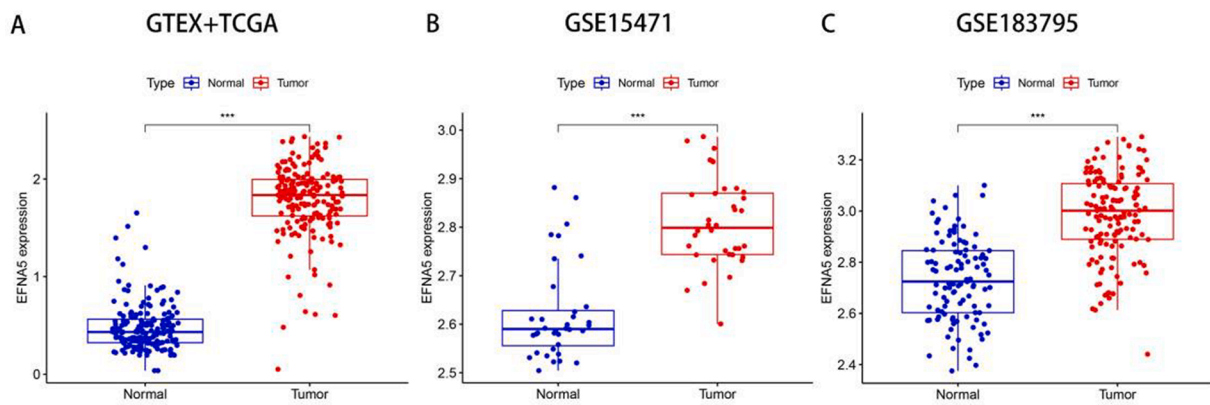 A GTEX+TCGA
Type Normal Tumor
***
EFNA5 expression
2
1
0
Normal Tumor
B GSE15471
Type Normal Tumor
***
EFNA5 expression
3.0
2.9
2.8
2.7
2.6
2.5
Normal Tumor
C GSE183795
Type Normal Tumor
***
EFNA5 expression
3.2
3.0
2.8
2.6
2.4
Normal Tumor